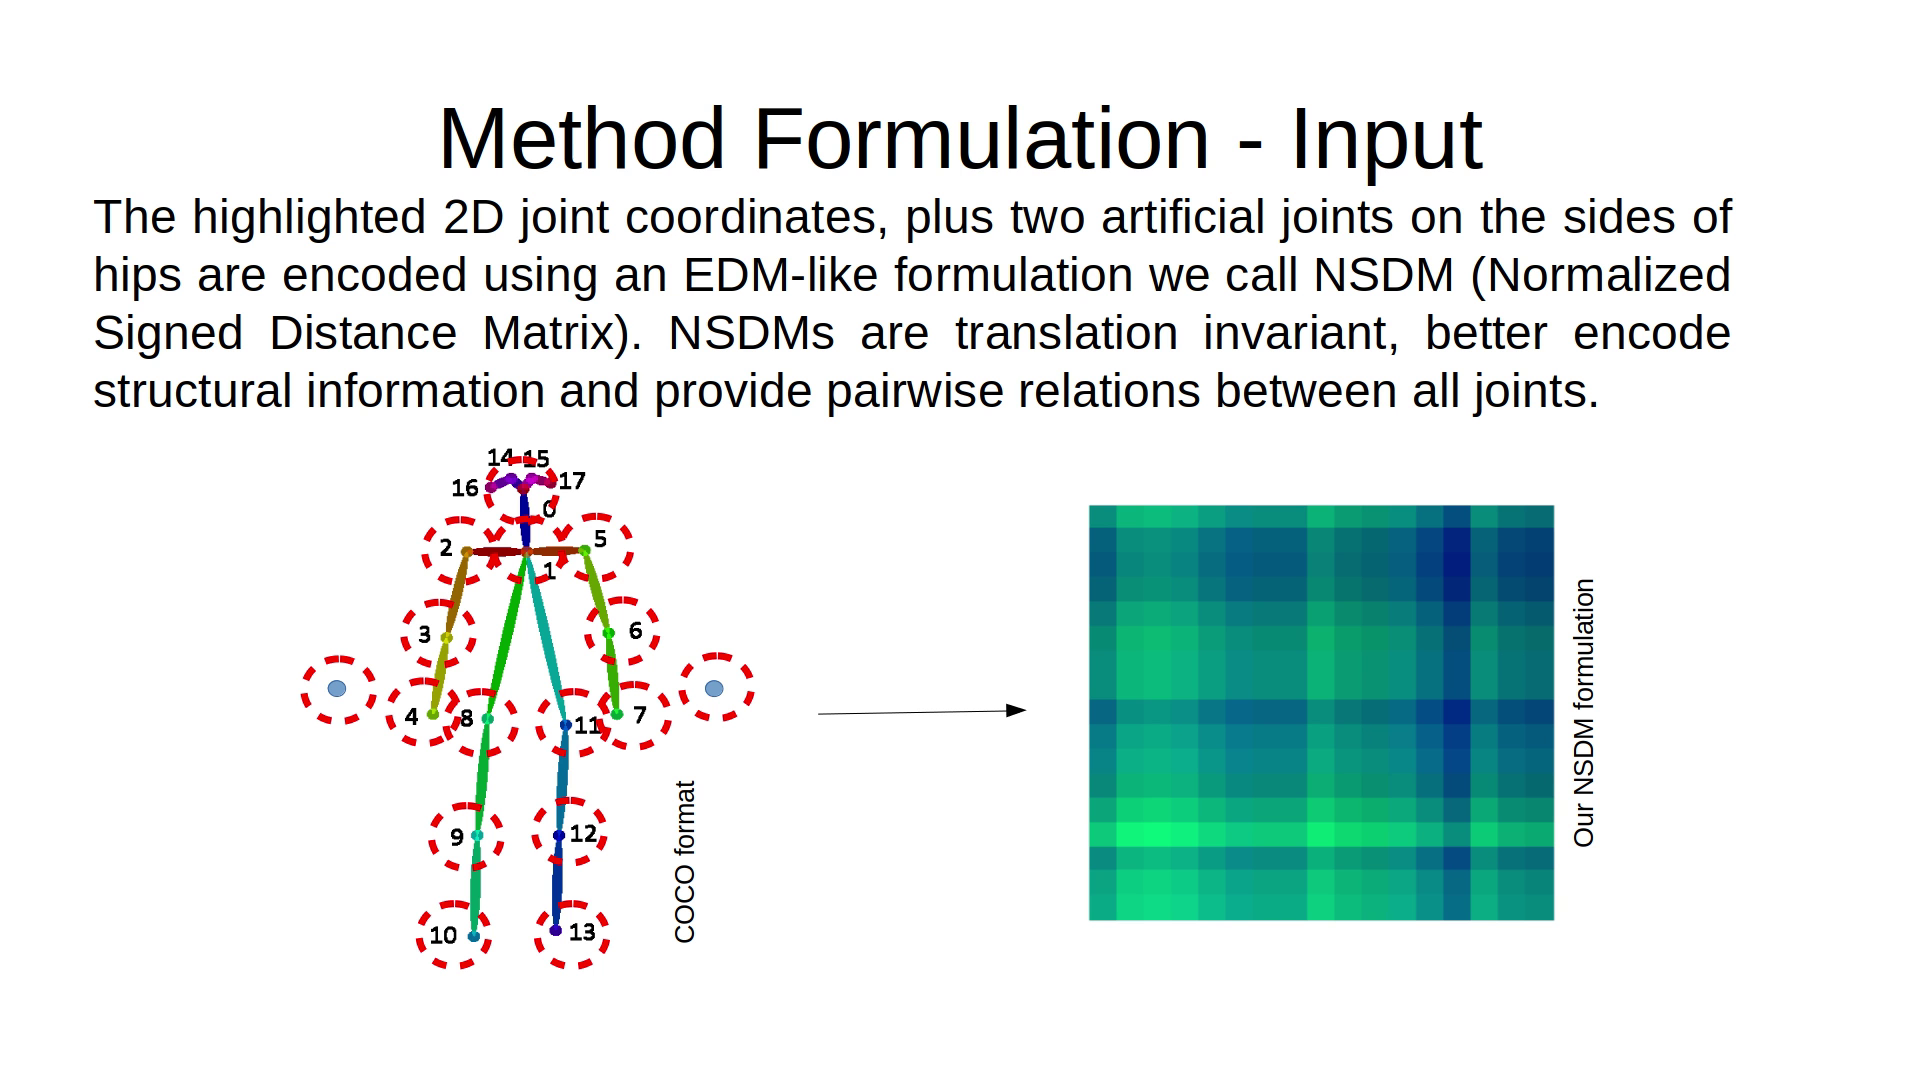 Method Formulation - Input
The highlighted 2D joint coordinates, plus two artificial joints on the sides of
hips are encoded using an EDM-like formulation we call NSDM (Normalized
Signed Distance Matrix). NSDMs are translation invariant, better encode
structural information and provide pairwise relations between all joints.
14 15
16 17
0
2 5
1
3 6
4 8 11 7
9 12
10 13
COCO format
Our NSDM formulation